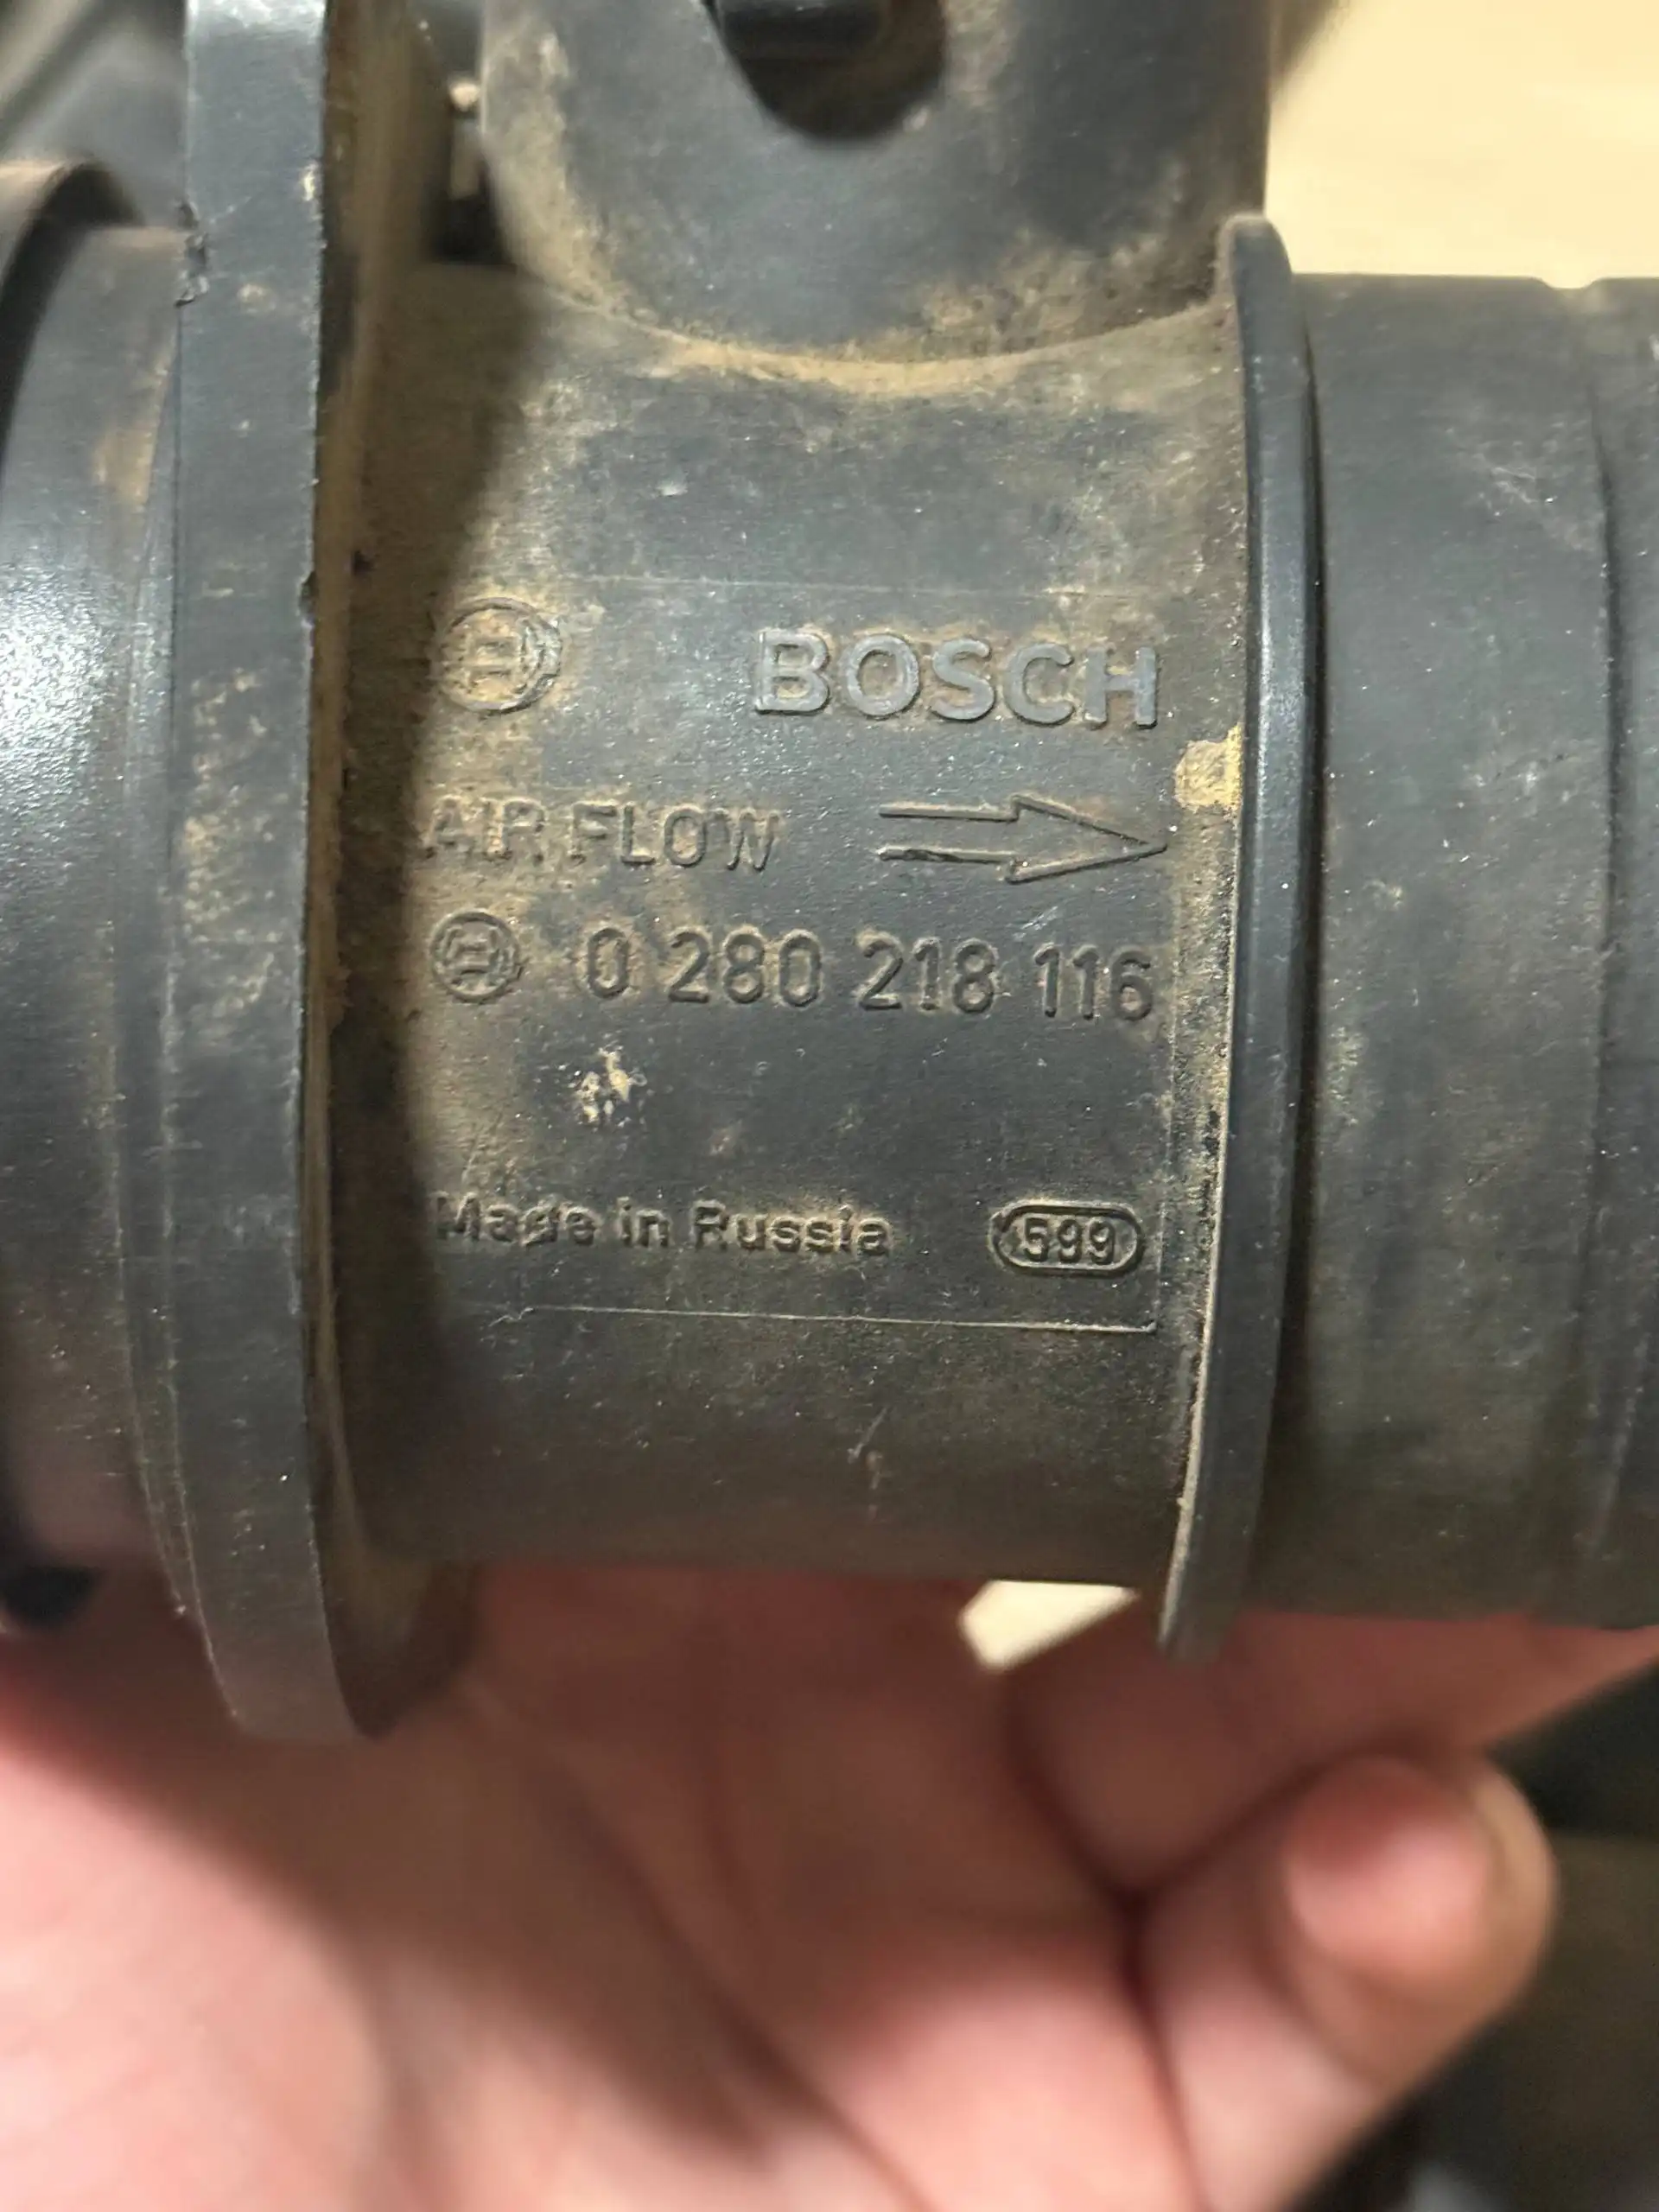 BOSCH
AIR FLOW
0 280 218 116
Made in Russia 599